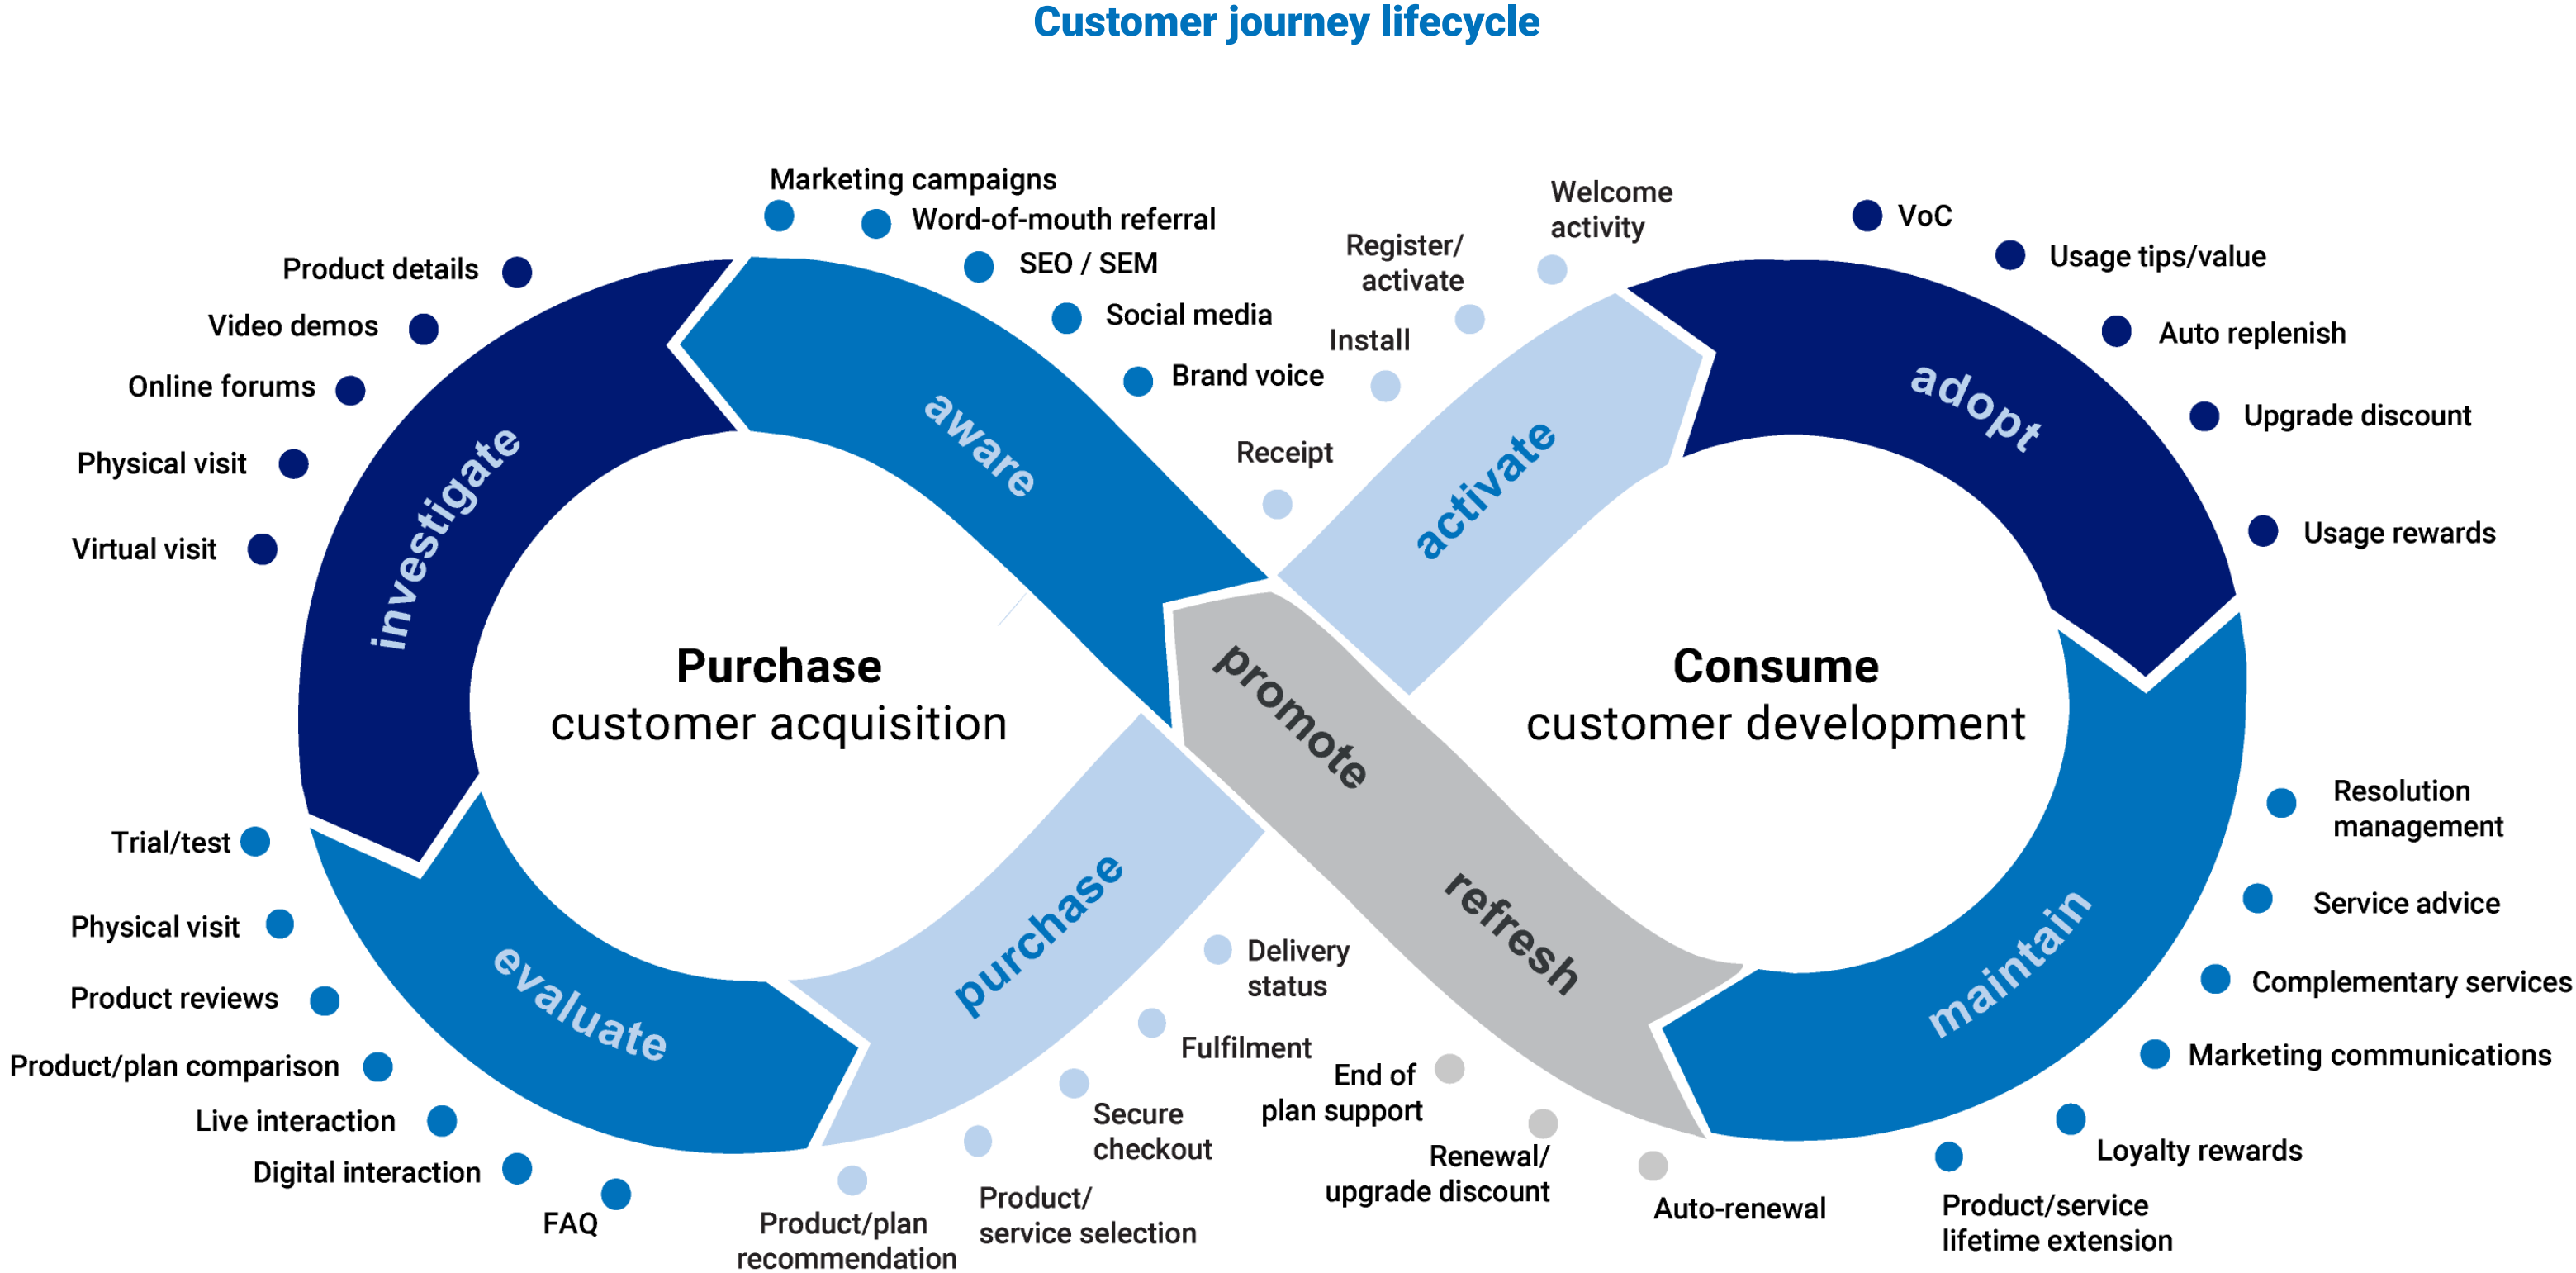 Customer journey lifecycle
Marketing campaigns
Word-of-mouth referral
SEO / SEM
Social media
Brand voice
Product details
Video demos
Online forums
Physical visit
Virtual visit
Trial/test
Physical visit
Product reviews
Product/plan comparison
Live interaction
Digital interaction
FAQ
Product/plan
recommendation
Product/
service selection
Secure
checkout
Fulfilment
Delivery
status
aware
investigate
evaluate
purchase
Purchase
customer acquisition
Receipt
Install
Register/
activate
Welcome
activity
VoC
Usage tips/value
Auto replenish
Upgrade discount
Usage rewards
Resolution
management
Service advice
Complementary services
Marketing communications
Loyalty rewards
Product/service
lifetime extension
Auto-renewal
Renewal/
upgrade discount
End of
plan support
activate
adopt
maintain
refresh
promote
Consume
customer development